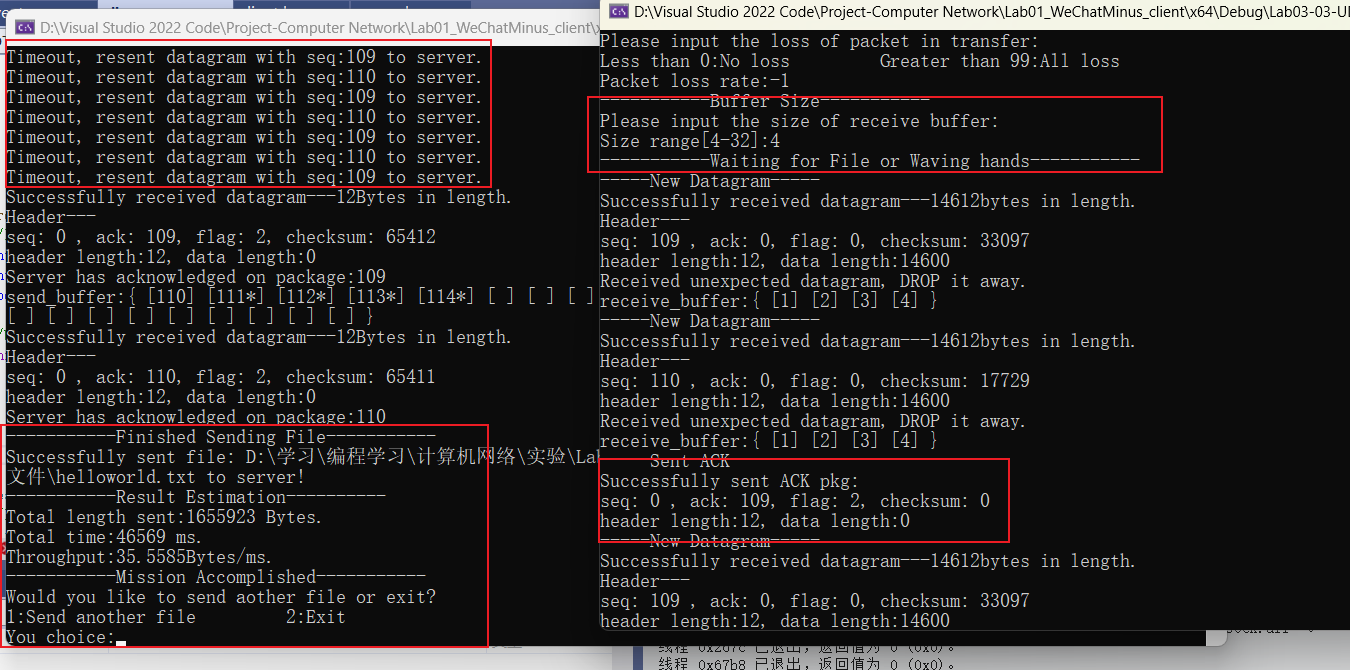 D:\Visual Studio 2022 Code\Project-Computer Network\Lab01_WeChatMinus_client\
Timeout, resent datagram with seq:109 to server.
Timeout, resent datagram with seq:110 to server.
Timeout, resent datagram with seq:109 to server.
Timeout, resent datagram with seq:110 to server.
Timeout, resent datagram with seq:109 to server.
Timeout, resent datagram with seq:110 to server.
Timeout, resent datagram with seq:109 to server.
Successfully received datagram---12Bytes in length.
Header---
seq: 0 , ack: 109, flag: 2, checksum: 65412
header length:12, data length:0
Server has acknowledged on package:109
send_buffer:{ [110] [111*] [112*] [113*] [114*] [ ] [ ] [ ]
[ ] [ ] [ ] [ ] [ ] [ ] [ ] [ ] [ ] }
Successfully received datagram---12Bytes in length.
Header---
seq: 0 , ack: 110, flag: 2, checksum: 65411
header length:12, data length:0
Server has acknowledged on package:110
-----------Finished Sending File-----------
Successfully sent file: D:\学习\编程学习\计算机网络\实验\La
文件\helloworld.txt to server!
-----------Result Estimation----------
Total length sent:1655923 Bytes.
Total time:46569 ms.
Throughput:35.5585Bytes/ms.
-----------Mission Accomplished-----------
Would you like to send aother file or exit?
1:Send another file 2:Exit
You choice:
D:\Visual Studio 2022 Code\Project-Computer Network\Lab01_WeChatMinus_client\x64\Debug\Lab03-03-U
Please input the loss of packet in transfer:
Less than 0:No loss Greater than 99:All loss
Packet loss rate:-1
-----------Buffer Size-----------
Please input the size of receive buffer:
Size range[4-32]:4
-----------Waiting for File or Waving hands-----------
-----New Datagram-----
Successfully received datagram---14612bytes in length.
Header---
seq: 109 , ack: 0, flag: 0, checksum: 33097
header length:12, data length:14600
Received unexpected datagram, DROP it away.
receive_buffer:{ [1] [2] [3] [4] }
-----New Datagram-----
Successfully received datagram---14612bytes in length.
Header---
seq: 110 , ack: 0, flag: 0, checksum: 17729
header length:12, data length:14600
Received unexpected datagram, DROP it away.
receive_buffer:{ [1] [2] [3] [4] }
-----Sent ACK-----
Successfully sent ACK pkg:
seq: 0 , ack: 109, flag: 2, checksum: 0
header length:12, data length:0
-----New Datagram-----
Successfully received datagram---14612bytes in length.
Header---
seq: 109 , ack: 0, flag: 0, checksum: 33097
header length:12, data length:14600
线程 0x67b8 已退出，返回值为 0 (0x0)。